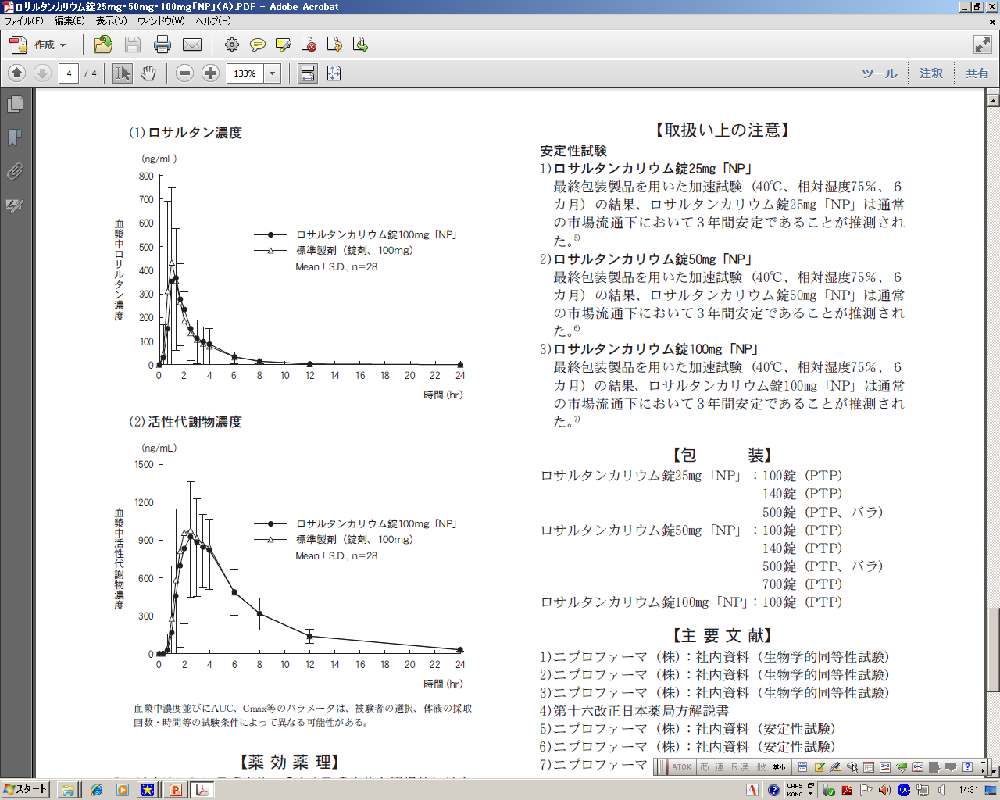 ロサルタンカリウム錠25mg・50mg・100mg「NP」(A).PDF - Adobe Acrobat
ファイル(F) 編集(E) 表示(V) ウィンドウ(W) ヘルプ(H)
作成
4 / 4 133% ツール 注釈 共有
(1)ロサルタン濃度
(ng/mL)
800
700
600
500
400
300
200
100
0
血漿中ロサルタン濃度
ロサルタンカリウム錠100mg「NP」
標準製剤（錠剤、100mg）
Mean±S.D., n=28
0 2 4 6 8 10 12 14 16 18 20 22 24
時間(hr)
(2)活性代謝物濃度
(ng/mL)
1500
1200
900
600
300
0
血漿中活性代謝物濃度
ロサルタンカリウム錠100mg「NP」
標準製剤（錠剤、100mg）
Mean±S.D., n=28
0 2 4 6 8 10 12 14 16 18 20 22 24
時間(hr)
血漿中濃度並びにAUC、Cmax等のパラメータは、被験者の選択、体液の採取
回数・時間等の試験条件によって異なる可能性がある。
【薬効薬理】
【取扱い上の注意】
安定性試験
1)ロサルタンカリウム錠25mg「NP」
最終包装製品を用いた加速試験（40℃、相対湿度75％、６
カ月）の結果、ロサルタンカリウム錠25mg「NP」は通常
の市場流通下において３年間安定であることが推測され
た。5)
2)ロサルタンカリウム錠50mg「NP」
最終包装製品を用いた加速試験（40℃、相対湿度75％、６
カ月）の結果、ロサルタンカリウム錠50mg「NP」は通常
の市場流通下において３年間安定であることが推測され
た。6)
3)ロサルタンカリウム錠100mg「NP」
最終包装製品を用いた加速試験（40℃、相対湿度75％、６
カ月）の結果、ロサルタンカリウム錠100mg「NP」は通常
の市場流通下において３年間安定であることが推測され
た。7)
【包　　装】
ロサルタンカリウム錠25mg「NP」：100錠（PTP）
140錠（PTP）
500錠（PTP、バラ）
ロサルタンカリウム錠50mg「NP」：100錠（PTP）
140錠（PTP）
500錠（PTP、バラ）
700錠（PTP）
ロサルタンカリウム錠100mg「NP」：100錠（PTP）
【主要文献】
1)ニプロファーマ（株）：社内資料（生物学的同等性試験）
2)ニプロファーマ（株）：社内資料（生物学的同等性試験）
3)ニプロファーマ（株）：社内資料（生物学的同等性試験）
4)第十六改正日本薬局方解説書
5)ニプロファーマ（株）：社内資料（安定性試験）
6)ニプロファーマ（株）：社内資料（安定性試験）
7)ニプロファーマ
ATOK あ 連 R漢 般 英小
スタート CAPS KANA 14:31